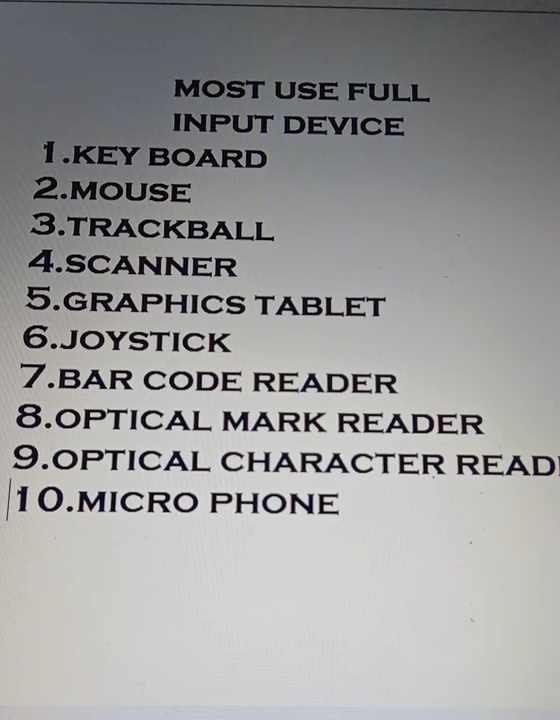 MOST USE FULL
INPUT DEVICE
1.KEY BOARD
2.MOUSE
3.TRACKBALL
4.SCANNER
5.GRAPHICS TABLET
6.JOYSTICK
7.BAR CODE READER
8.OPTICAL MARK READER
9.OPTICAL CHARACTER
10.MICRO PHONE